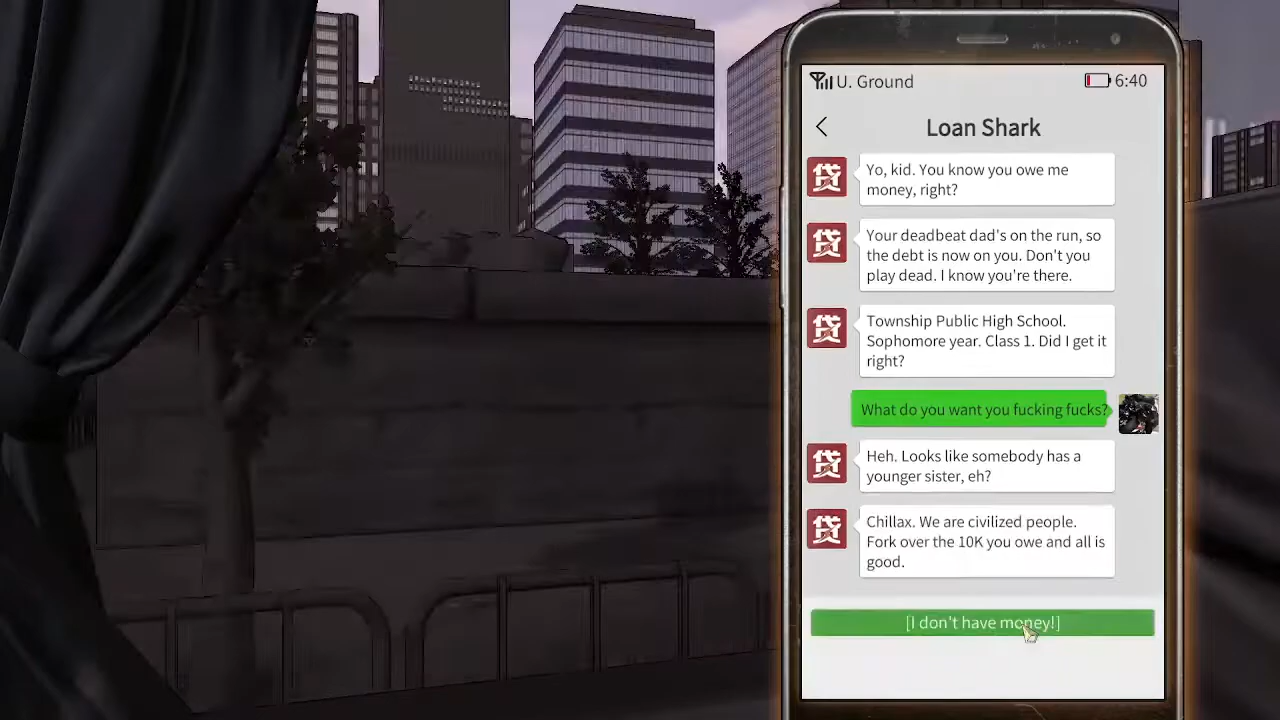 U. Ground
6:40
Loan Shark
贷
Yo, kid. You know you owe me
money, right?
贷
Your deadbeat dad's on the run, so
the debt is now on you. Don't you
play dead. I know you're there.
贷
Township Public High School.
Sophomore year. Class 1. Did I get it
right?
What do you want you fucking fucks?
贷
Heh. Looks like somebody has a
younger sister, eh?
贷
Chillax. We are civilized people.
Fork over the 10K you owe and all is
good.
[I don't have money!]